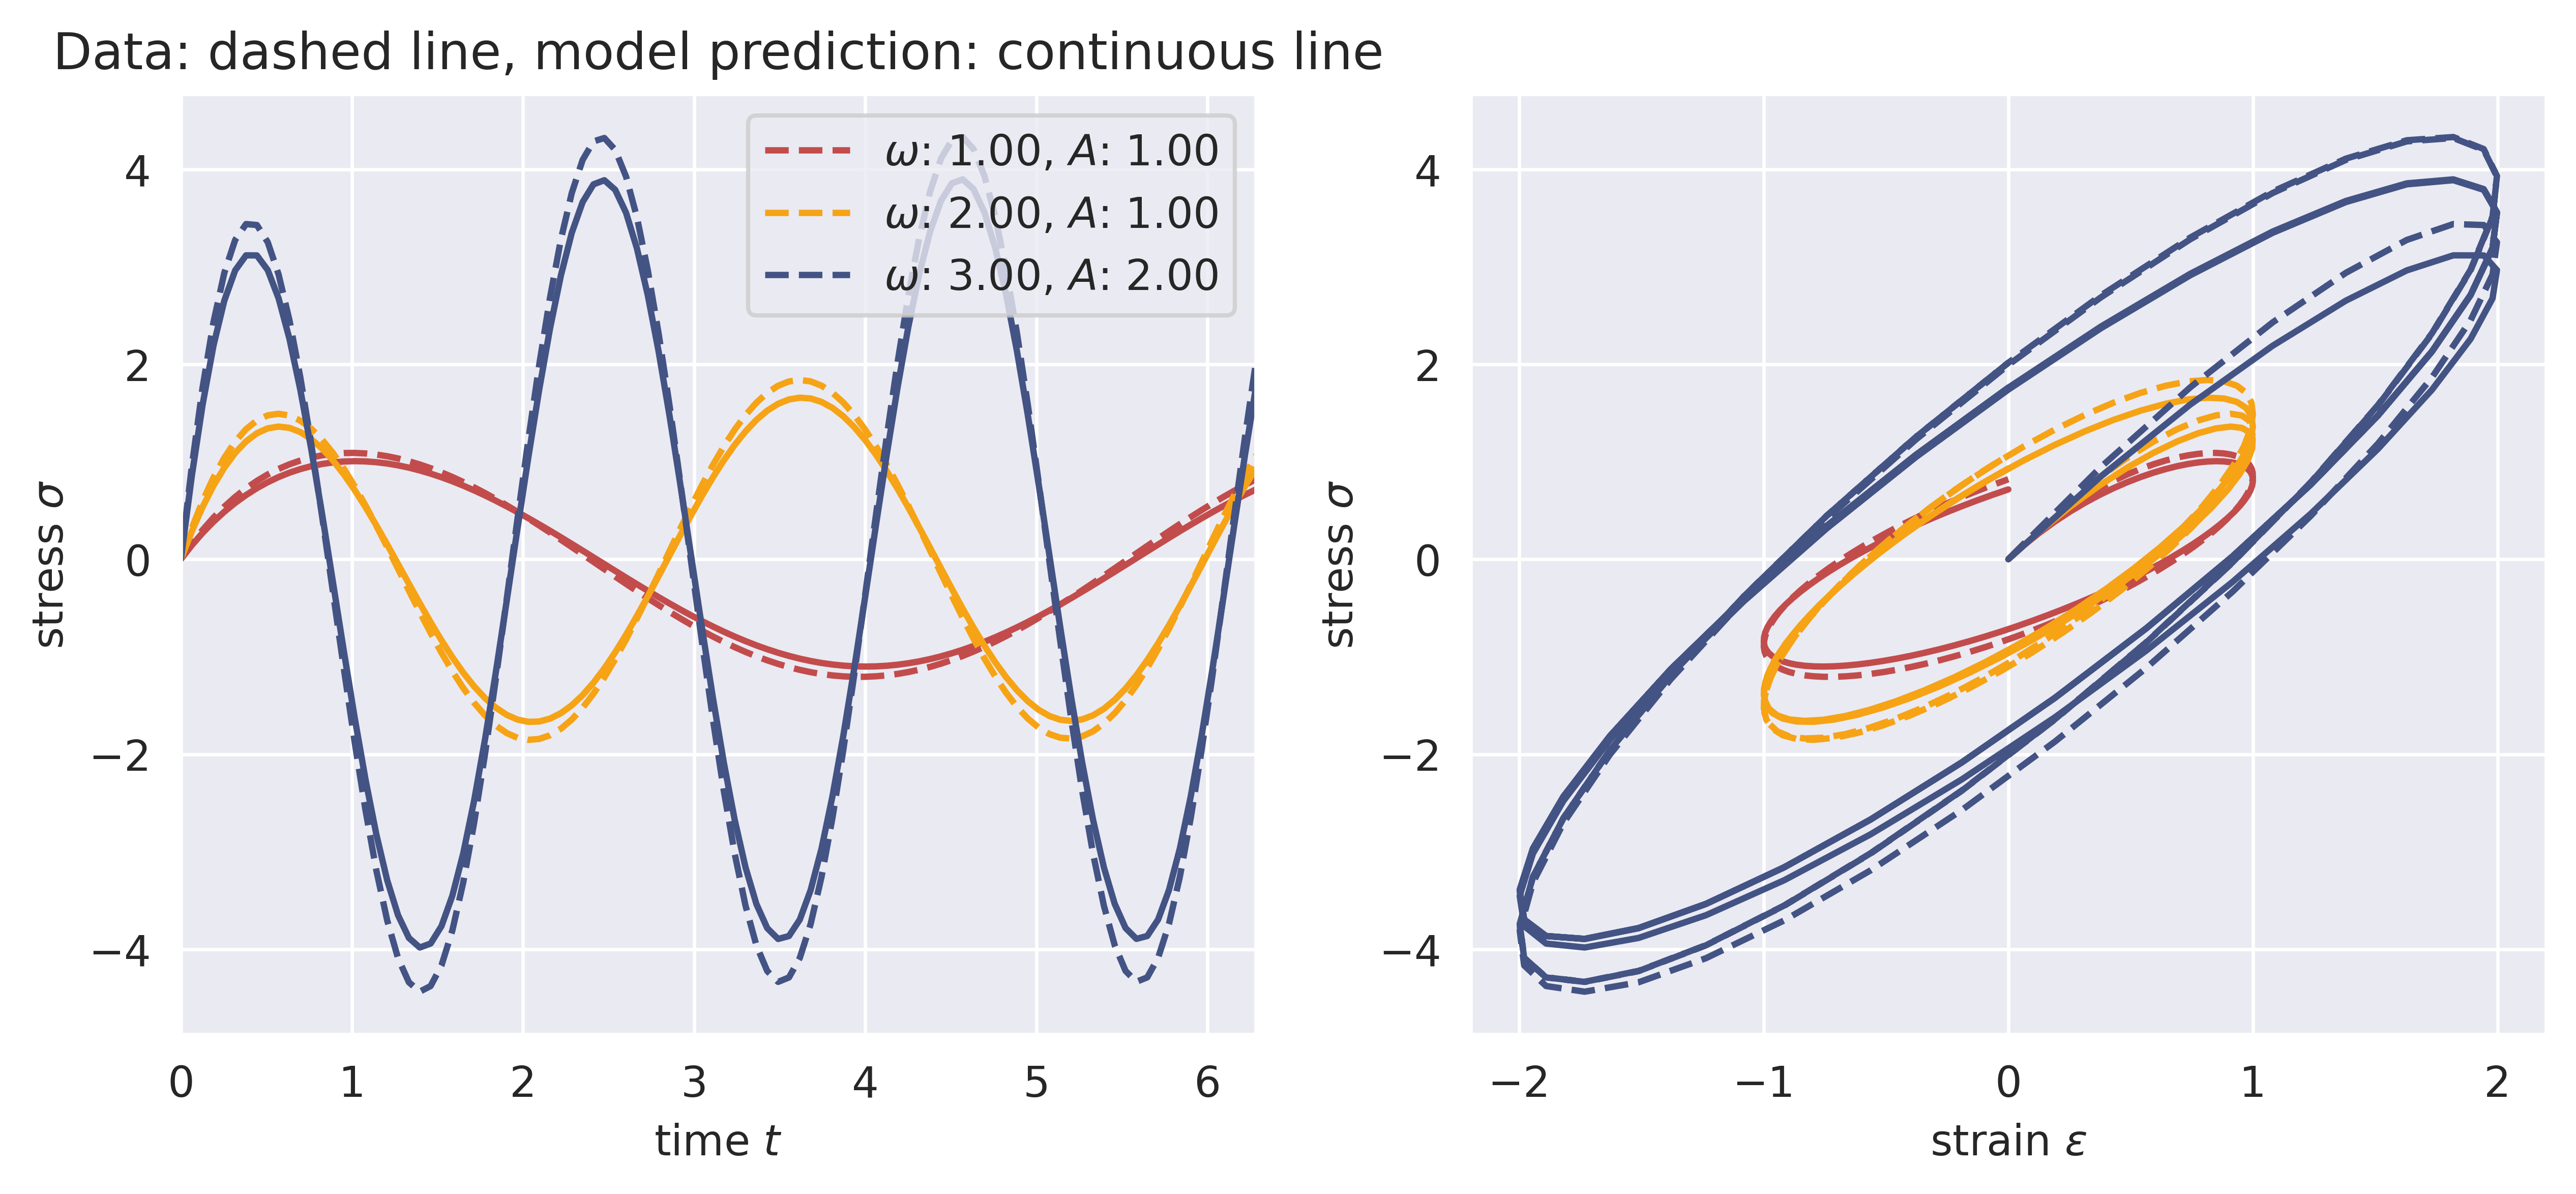 Data: dashed line, model prediction: continuous line
ω: 1.00, A: 1.00
ω: 2.00, A: 1.00
ω: 3.00, A: 2.00
4
2
0
−2
−4
stress σ
0 1 2 3 4 5 6
time t
4
2
0
−2
−4
stress σ
−2 −1 0 1 2
strain ε